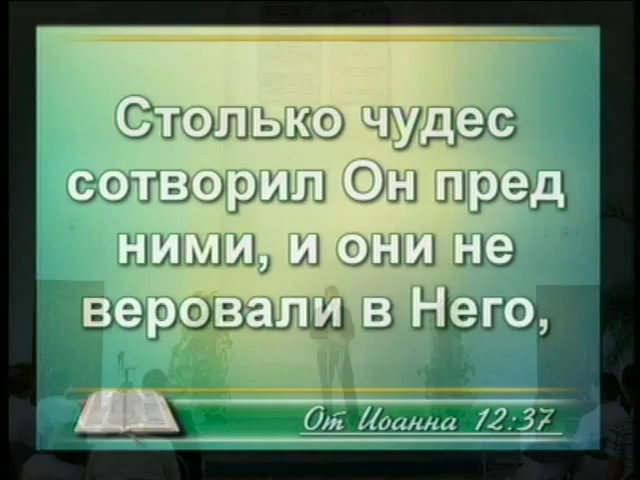 Столько чудес
сотворил Он пред
ними, и они не
веровали в Него,
От Иоанна 12:37